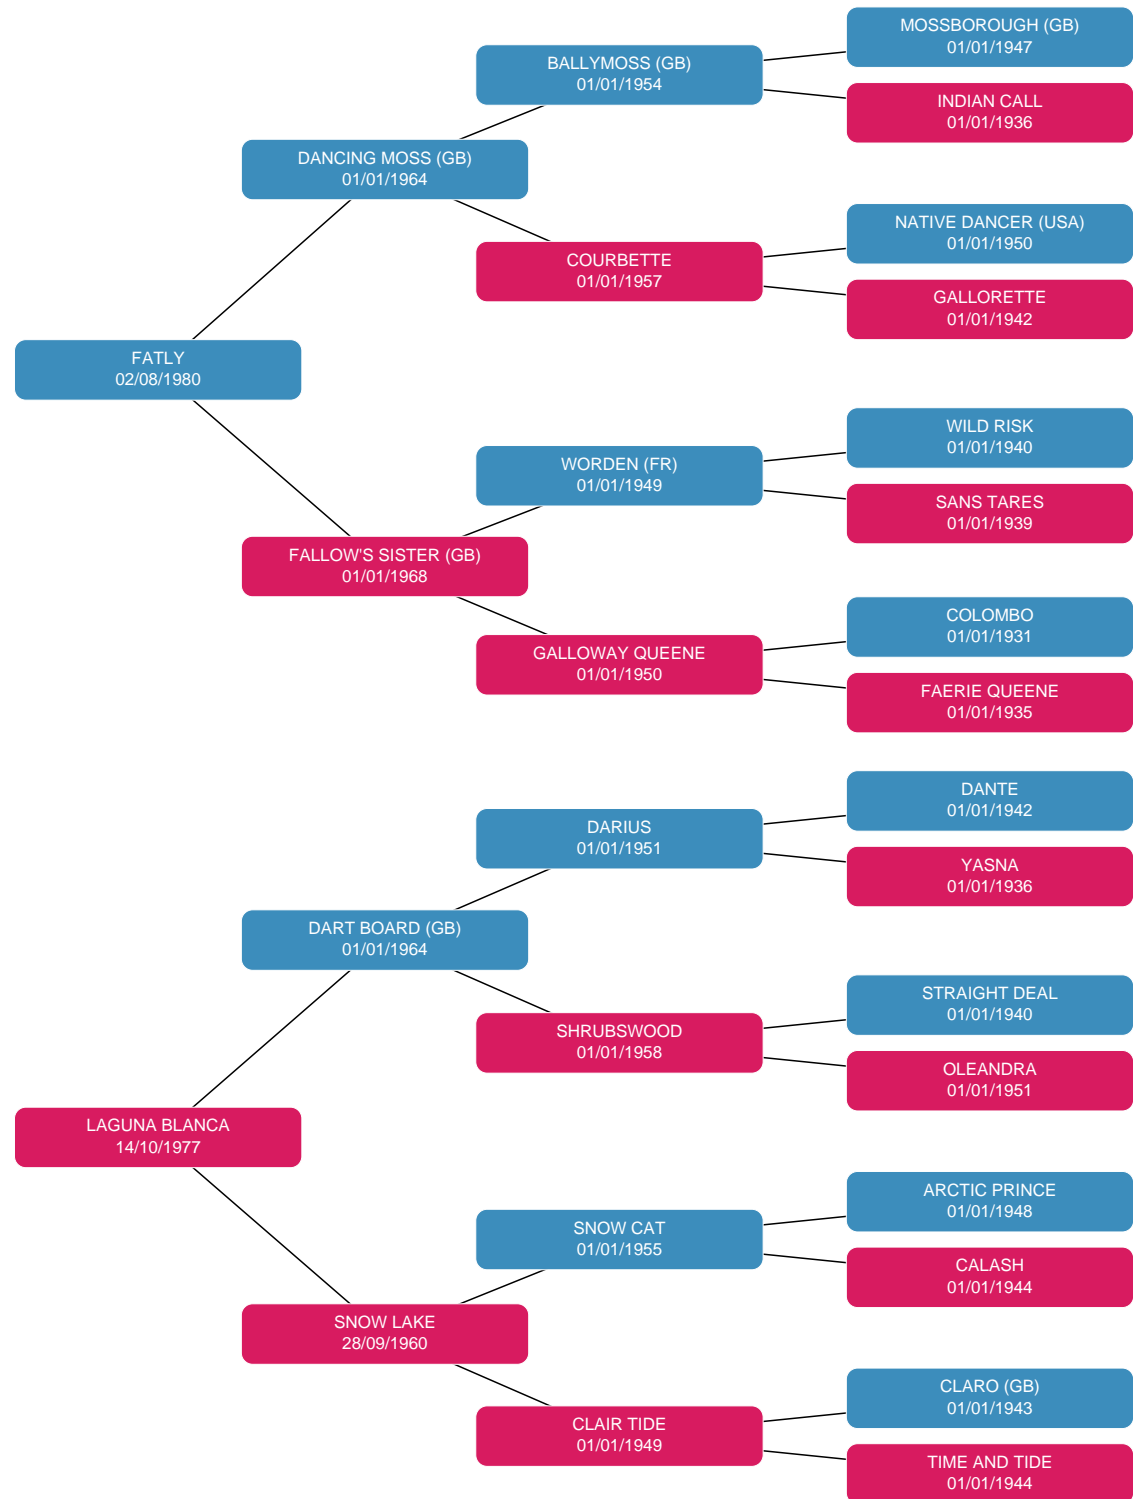 MOSSBOROUGH (GB)
01/01/1947
BALLYMOSS (GB)
01/01/1954
INDIAN CALL
01/01/1936
DANCING MOSS (GB)
01/01/1964
NATIVE DANCER (USA)
01/01/1950
COURBETTE
01/01/1957
GALLORETTE
01/01/1942
FATLY
02/08/1980
WILD RISK
01/01/1940
WORDEN (FR)
01/01/1949
SANS TARES
01/01/1939
FALLOW'S SISTER (GB)
01/01/1968
COLOMBO
01/01/1931
GALLOWAY QUEENE
01/01/1950
FAERIE QUEENE
01/01/1935
DANTE
01/01/1942
DARIUS
01/01/1951
YASNA
01/01/1936
DART BOARD (GB)
01/01/1964
STRAIGHT DEAL
01/01/1940
SHRUBSWOOD
01/01/1958
OLEANDRA
01/01/1951
LAGUNA BLANCA
14/10/1977
ARCTIC PRINCE
01/01/1948
SNOW CAT
01/01/1955
CALASH
01/01/1944
SNOW LAKE
28/09/1960
CLARO (GB)
01/01/1943
CLAIR TIDE
01/01/1949
TIME AND TIDE
01/01/1944